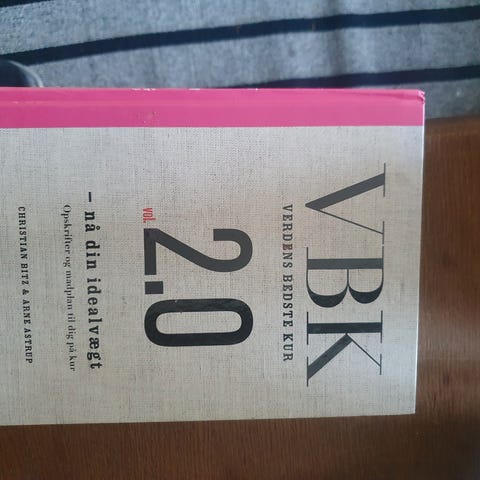 VBK
VERDENS BEDSTE KUR
vol. 2.0
– nå din idealvægt
Opskrifter og madplan til dig på kur
CHRISTIAN BITZ & ARNE ASTRUP